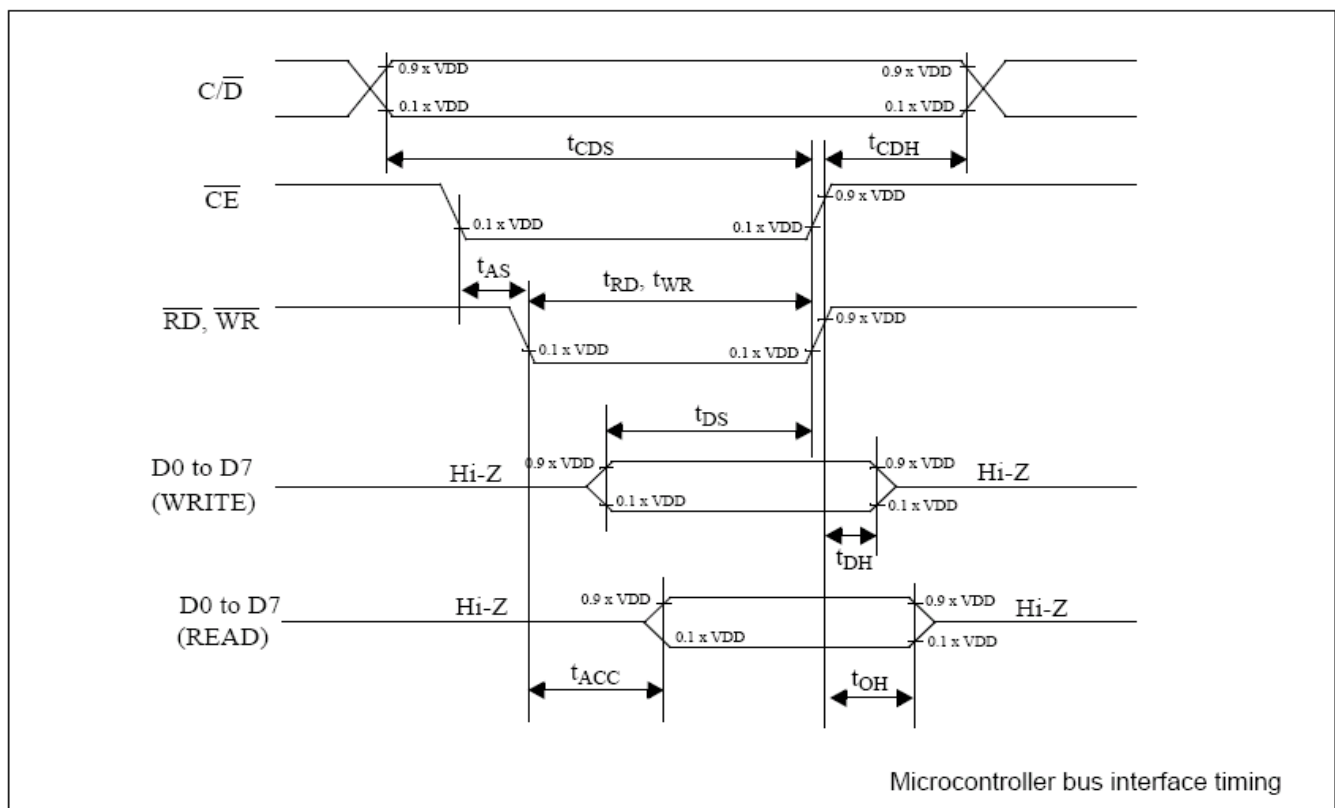 C/D̅
0.9 x VDD 0.9 x VDD
0.1 x VDD 0.1 x VDD
tCDS tCDH
C̅E̅
0.9 x VDD
0.1 x VDD 0.1 x VDD
tAS tRD, tWR
R̅D̅, W̅R̅
0.9 x VDD
0.1 x VDD 0.1 x VDD
tDS
D0 to D7
(WRITE)
Hi-Z 0.9 x VDD 0.9 x VDD Hi-Z
0.1 x VDD 0.1 x VDD
tDH
D0 to D7
(READ)
Hi-Z 0.9 x VDD 0.9 x VDD Hi-Z
0.1 x VDD 0.1 x VDD
tACC tOH
Microcontroller bus interface timing